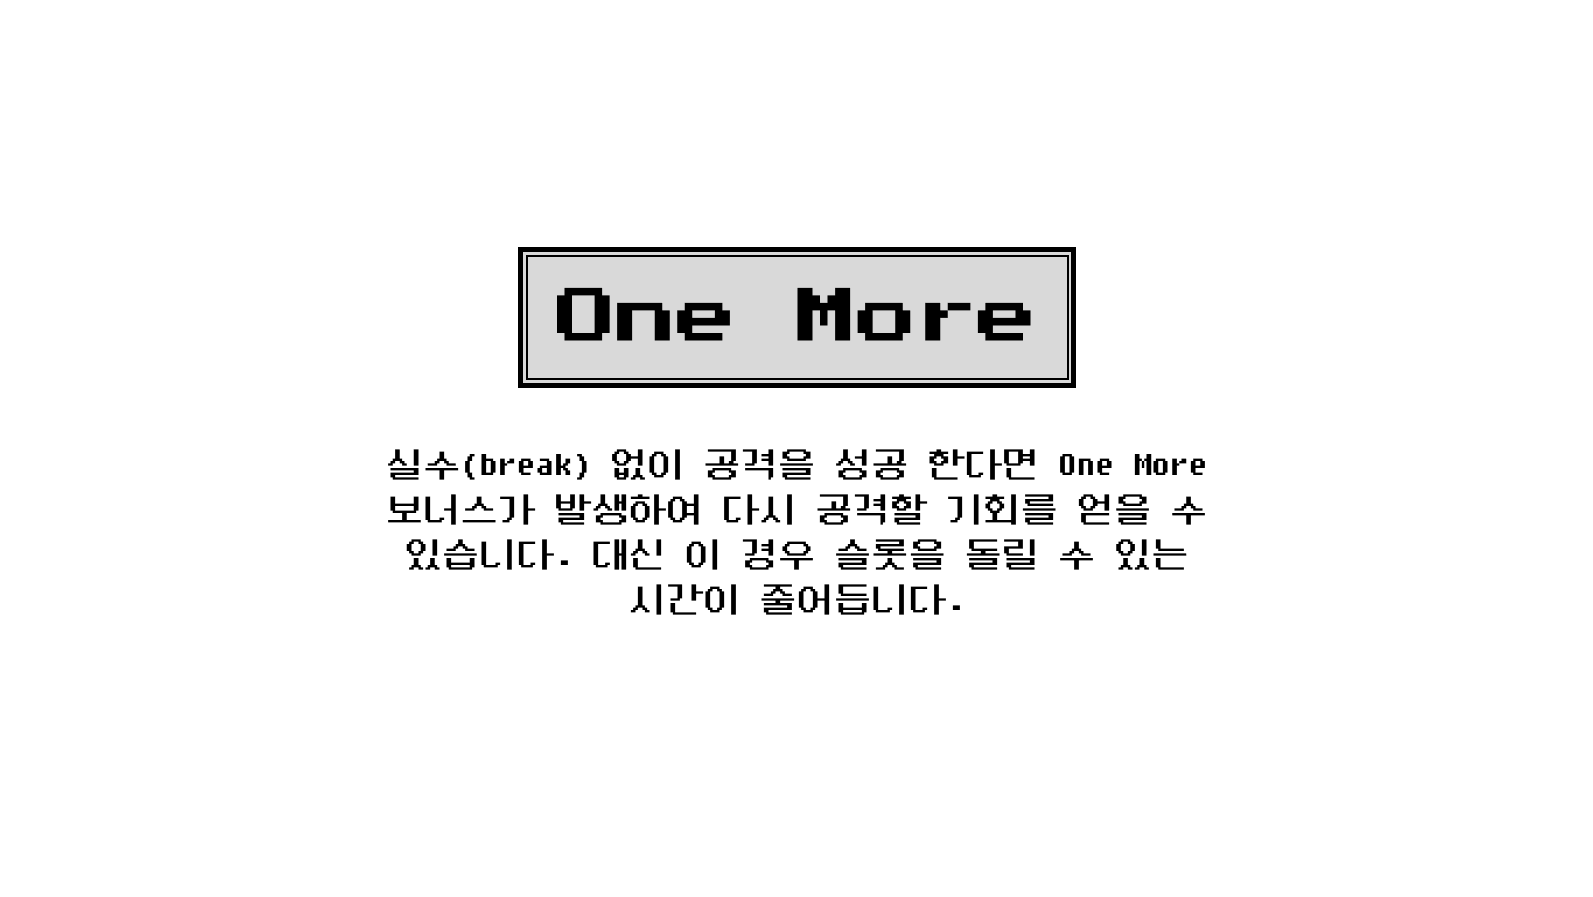 One More
실수(break) 없이 공격을 성공 한다면 One More
보너스가 발생하여 다시 공격할 기회를 얻을 수
있습니다. 대신 이 경우 슬롯을 돌릴 수 있는
시간이 줄어듭니다.